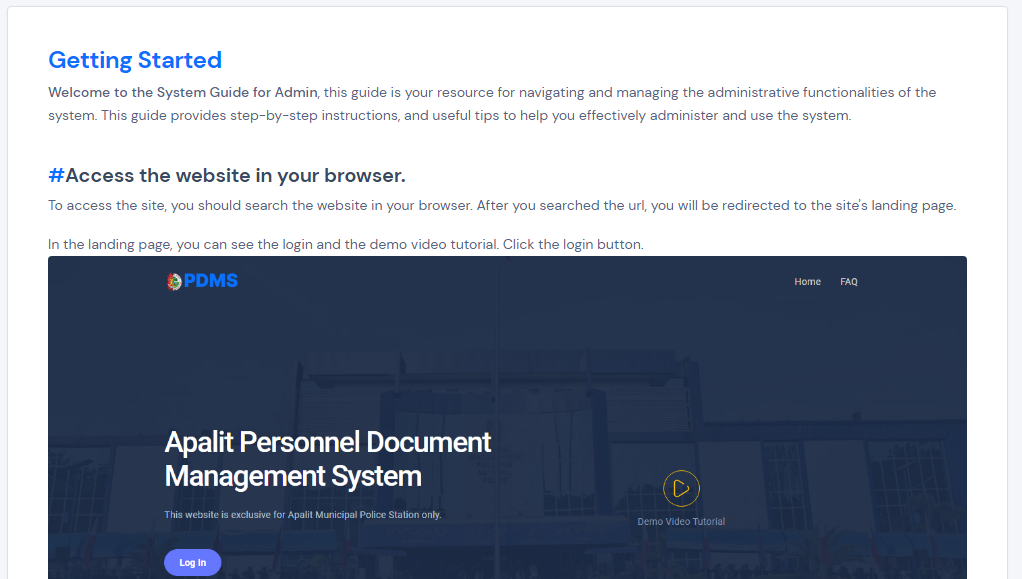 Getting Started
Welcome to the System Guide for Admin, this guide is your resource for navigating and managing the administrative functionalities of the
system. This guide provides step-by-step instructions, and useful tips to help you effectively administer and use the system.
#Access the website in your browser.
To access the site, you should search the website in your browser. After you searched the url, you will be redirected to the site's landing page.
In the landing page, you can see the login and the demo video tutorial. Click the login button.
PDMS
Home FAQ
Apalit Personnel Document
Management System
This website is exclusive for Apalit Municipal Police Station only.
Demo Video Tutorial
Log In